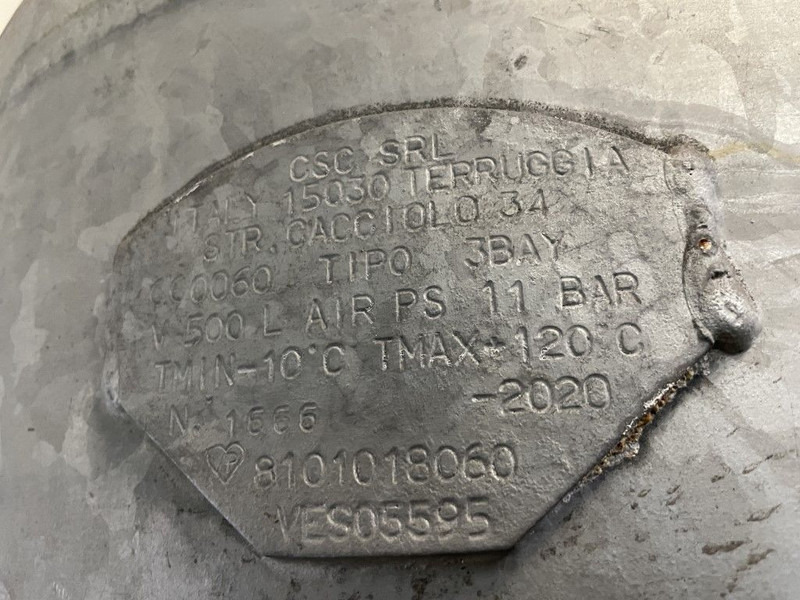 CSC SRL
ITALY 15030 TERRUGGIA
STR. CACCIOLO 34
CC0060 TIPO 3BAY
V 500 L AIR PS 11 BAR
TMIN-10°C TMAX+120°C
N. 1666 -2020
8101018060
VES05595